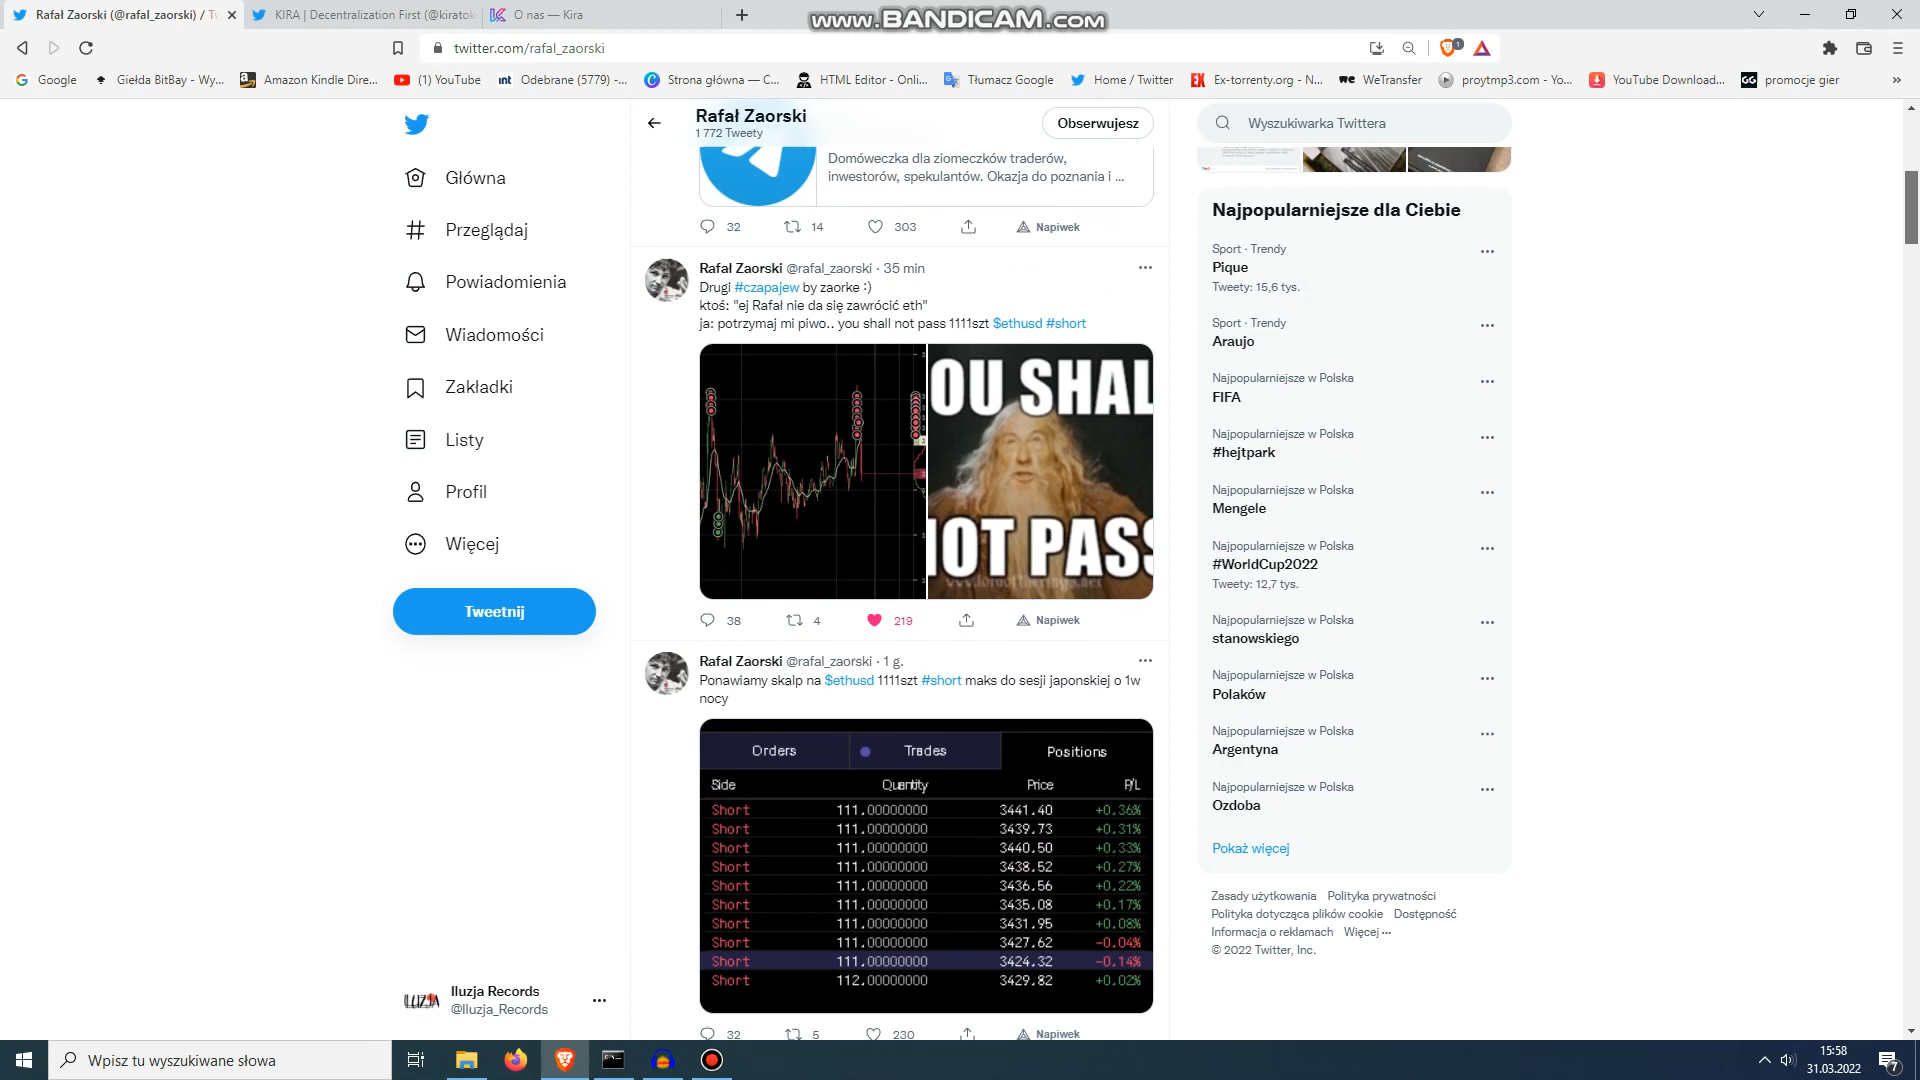 Rafał Zaorski (@rafal_zaorski) / Tw
KIRA | Decentralization First (@kiratok
O nas — Kira
www.BANDICAM.com
twitter.com/rafal_zaorski
1
Google
Giełda BitBay - Wy...
Amazon Kindle Dire...
(1) YouTube
Odebrane (5779) -...
Strona główna — C...
HTML Editor - Onli...
Tłumacz Google
Home / Twitter
Ex-torrenty.org - N...
WeTransfer
proytmp3.com - Yo...
YouTube Download...
promocje gier
Rafał Zaorski
1 772 Tweety
Obserwujesz
Wyszukiwarka Twittera
Główna
Przeglądaj
Powiadomienia
Wiadomości
Zakładki
Listy
Profil
Więcej
Tweetnij
Iluzja Records
@Iluzja_Records
Domóweczka dla ziomeczków traderów,
inwestorów, spekulantów. Okazja do poznania i ...
32 14 303 Napiwek
Rafał Zaorski @rafal_zaorski · 35 min
Drugi #czapajew by zaorke :)
ktoś: "ej Rafał nie da się zawrócić eth"
ja: potrzymaj mi piwo.. you shall not pass 1111szt $ethusd #short
OU SHAL
NOT PASS
www.lordoftherings.net
38 4 219 Napiwek
Rafał Zaorski @rafal_zaorski · 1 g.
Ponawiamy skalp na $ethusd 1111szt #short maks do sesji japonskiej o 1w
nocy
Orders Trades Positions
Side Quantity Price P/L
Short 111.00000000 3441.40 +0.36%
Short 111.00000000 3439.73 +0.31%
Short 111.00000000 3440.50 +0.33%
Short 111.00000000 3438.52 +0.27%
Short 111.00000000 3436.56 +0.22%
Short 111.00000000 3435.08 +0.17%
Short 111.00000000 3431.95 +0.08%
Short 111.00000000 3427.62 -0.04%
Short 111.00000000 3424.32 -0.14%
Short 112.00000000 3429.82 +0.02%
32 5 230 Napiwek
Najpopularniejsze dla Ciebie
Sport · Trendy
Pique
Tweety: 15,6 tys.
Sport · Trendy
Araujo
Najpopularniejsze w Polska
FIFA
Najpopularniejsze w Polska
#hejtpark
Najpopularniejsze w Polska
Mengele
Najpopularniejsze w Polska
#WorldCup2022
Tweety: 12,7 tys.
Najpopularniejsze w Polska
stanowskiego
Najpopularniejsze w Polska
Polaków
Najpopularniejsze w Polska
Argentyna
Najpopularniejsze w Polska
Ozdoba
Pokaż więcej
Zasady użytkowania Polityka prywatności
Polityka dotycząca plików cookie Dostępność
Informacja o reklamach Więcej ···
© 2022 Twitter, Inc.
Wpisz tu wyszukiwane słowa
15:58
31.03.2022
7